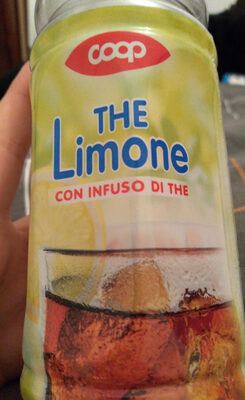 coop
THE
Limone
CON INFUSO DI THE